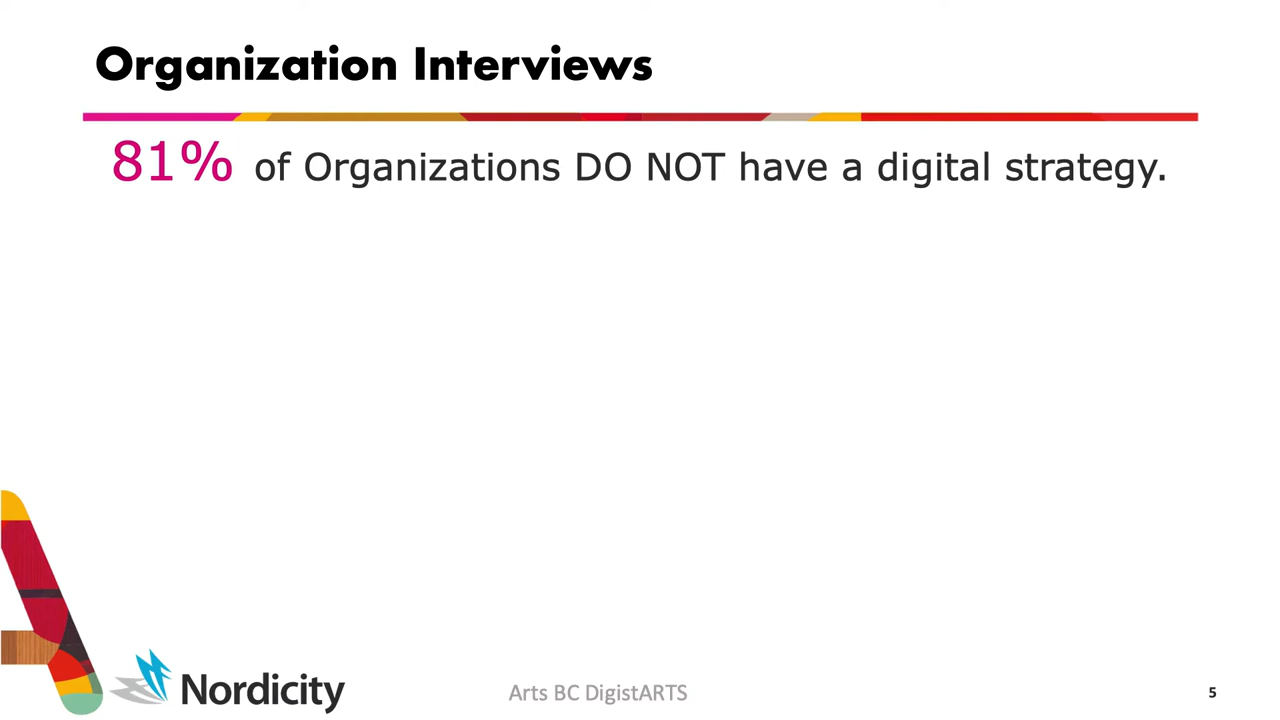 Organization Interviews
81% of Organizations DO NOT have a digital strategy.
Nordicity
Arts BC DigistARTS
5